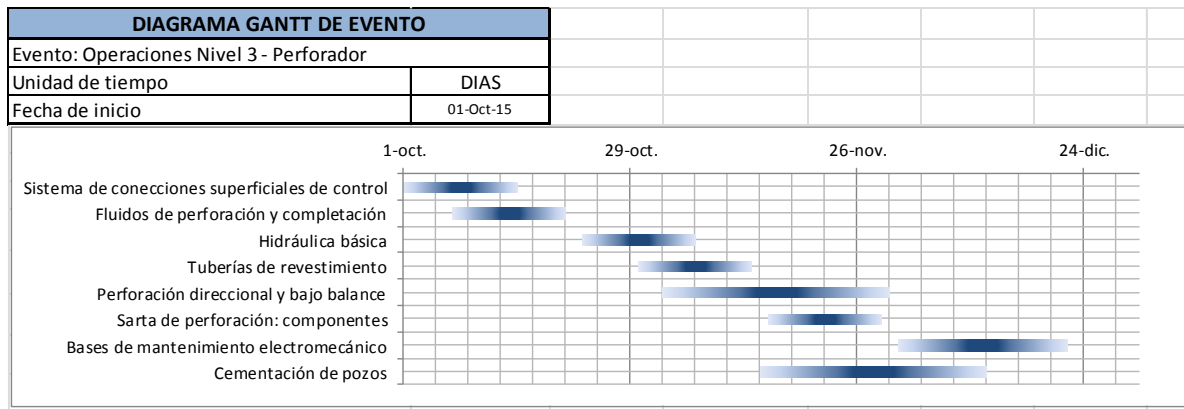 DIAGRAMA GANTT DE EVENTO
Evento: Operaciones Nivel 3 - Perforador
Unidad de tiempo DIAS
Fecha de inicio 01-Oct-15
1-oct. 29-oct. 26-nov. 24-dic.
Sistema de conecciones superficiales de control
Fluidos de perforación y completación
Hidráulica básica
Tuberías de revestimiento
Perforación direccional y bajo balance
Sarta de perforación: componentes
Bases de mantenimiento electromecánico
Cementación de pozos